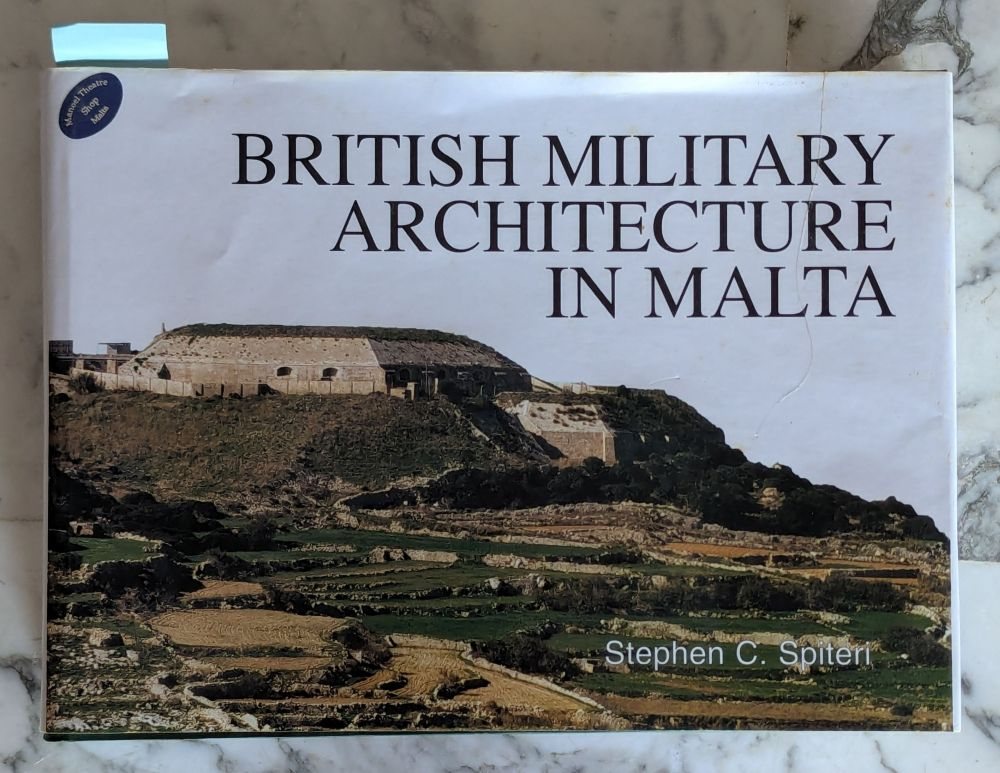 Manoel Theatre
Shop
Malta
BRITISH MILITARY
ARCHITECTURE
IN MALTA
Stephen C. Spiteri